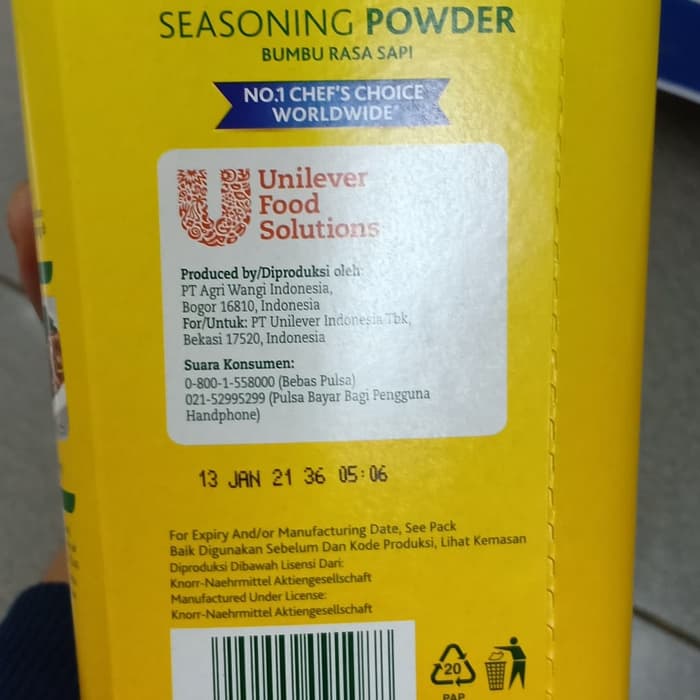 SEASONING POWDER
BUMBU RASA SAPI
NO.1 CHEF'S CHOICE
WORLDWIDE
Unilever
Food
Solutions
Produced by/Diproduksi oleh:
PT Agri Wangi Indonesia,
Bogor 16810, Indonesia
For/Untuk: PT Unilever Indonesia Tbk,
Bekasi 17520, Indonesia
Suara Konsumen:
0-800-1-558000 (Bebas Pulsa)
021-52995299 (Pulsa Bayar Bagi Pengguna
Handphone)
13 JAN 21 36 05:06
For Expiry And/or Manufacturing Date, See Pack
Baik Digunakan Sebelum Dan Kode Produksi, Lihat Kemasan
Diproduksi Dibawah Lisensi Dari:
Knorr-Naehrmittel Aktiengesellschaft
Manufactured Under License:
Knorr-Naehrmittel Aktiengesellschaft
20
PAP